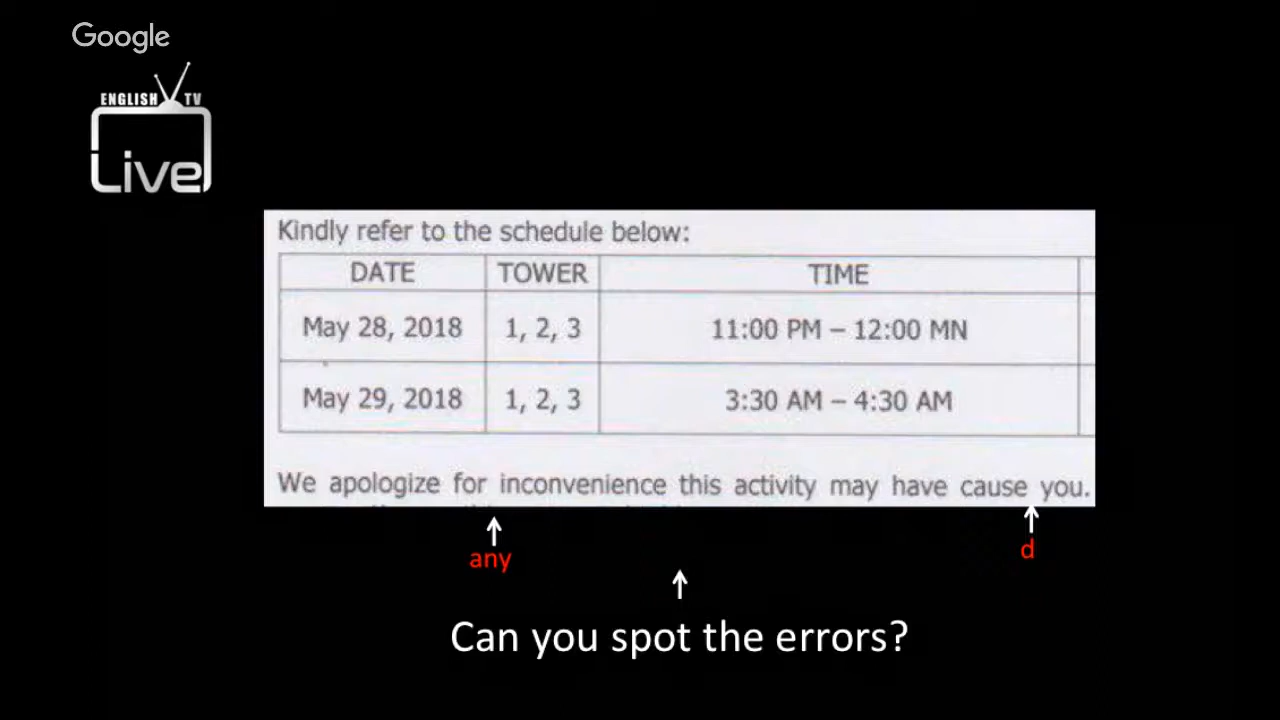 Google
ENGLISH TV
Live
Kindly refer to the schedule below:
DATE TOWER TIME
May 28, 2018 1, 2, 3 11:00 PM – 12:00 MN
May 29, 2018 1, 2, 3 3:30 AM – 4:30 AM
We apologize for inconvenience this activity may have cause you.
any d
Can you spot the errors?